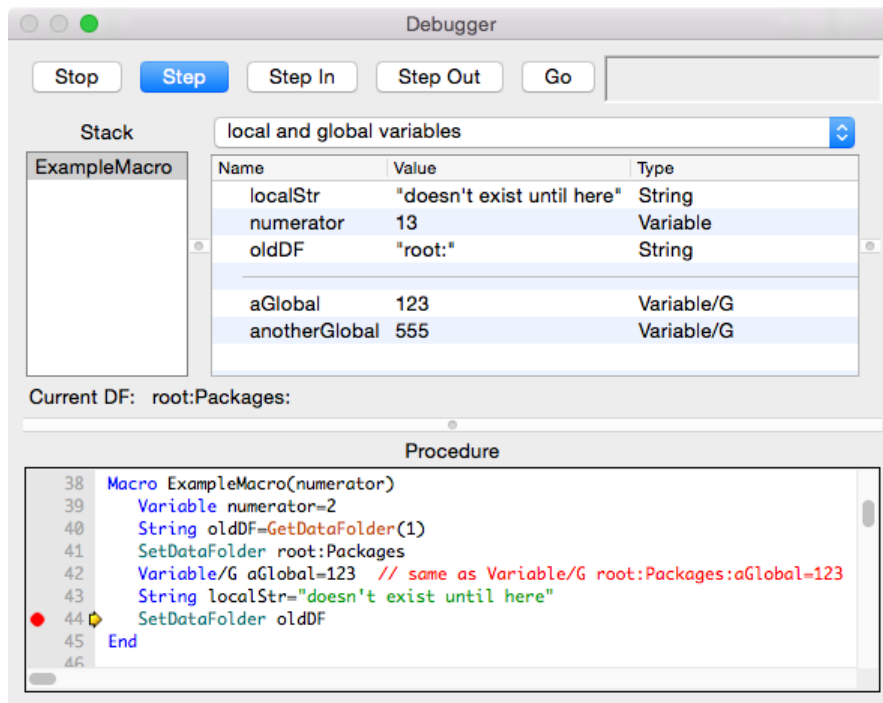 Debugger
Stop Step Step In Step Out Go
Stack local and global variables
ExampleMacro Name Value Type
localStr "doesn't exist until here" String
numerator 13 Variable
oldDF "root:" String
aGlobal 123 Variable/G
anotherGlobal 555 Variable/G
Current DF: root:Packages:
Procedure
38 Macro ExampleMacro(numerator)
39 Variable numerator=2
40 String oldDF=GetDataFolder(1)
41 SetDataFolder root:Packages
42 Variable/G aGlobal=123 // same as Variable/G root:Packages:aGlobal=123
43 String localStr="doesn't exist until here"
44 SetDataFolder oldDF
45 End
46